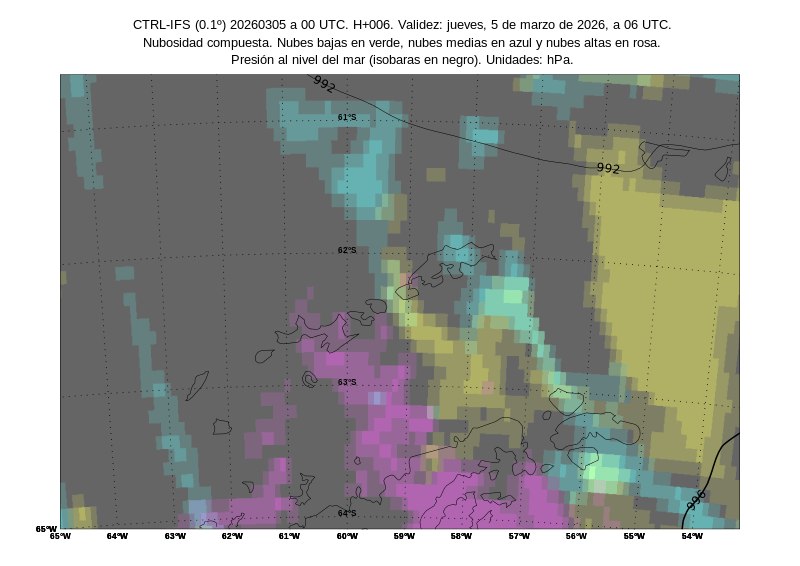 CTRL-IFS (0.1º) 20260305 a 00 UTC. H+006. Validez: jueves, 5 de marzo de 2026, a 06 UTC.
Nubosidad compuesta. Nubes bajas en verde, nubes medias en azul y nubes altas en rosa.
Presión al nivel del mar (isobaras en negro). Unidades: hPa.
992
61°S
992
62°S
63°S
996
64°S
65°W
65°W 64°W 63°W 62°W 61°W 60°W 59°W 58°W 57°W 56°W 55°W 54°W